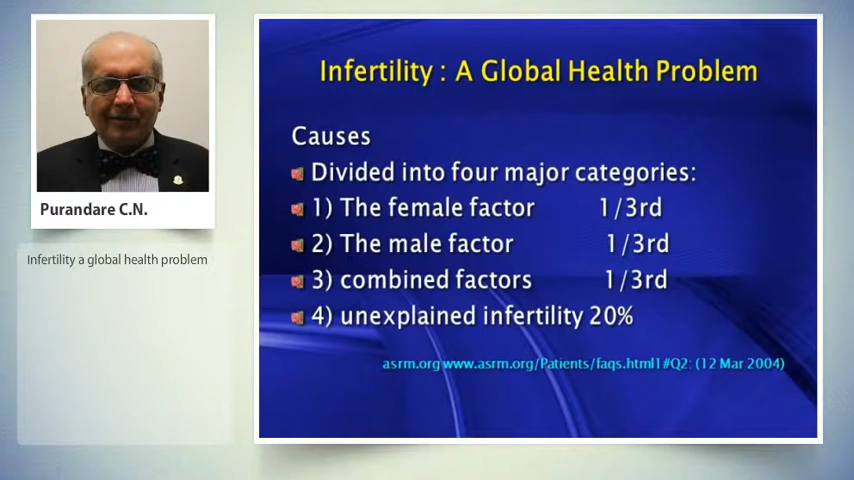 Purandare C.N.
Infertility a global health problem
Infertility : A Global Health Problem
Causes
Divided into four major categories:
1) The female factor 1/3rd
2) The male factor 1/3rd
3) combined factors 1/3rd
4) unexplained infertility 20%
asrm.org www.asrm.org/Patients/faqs.html1#Q2: (12 Mar 2004)